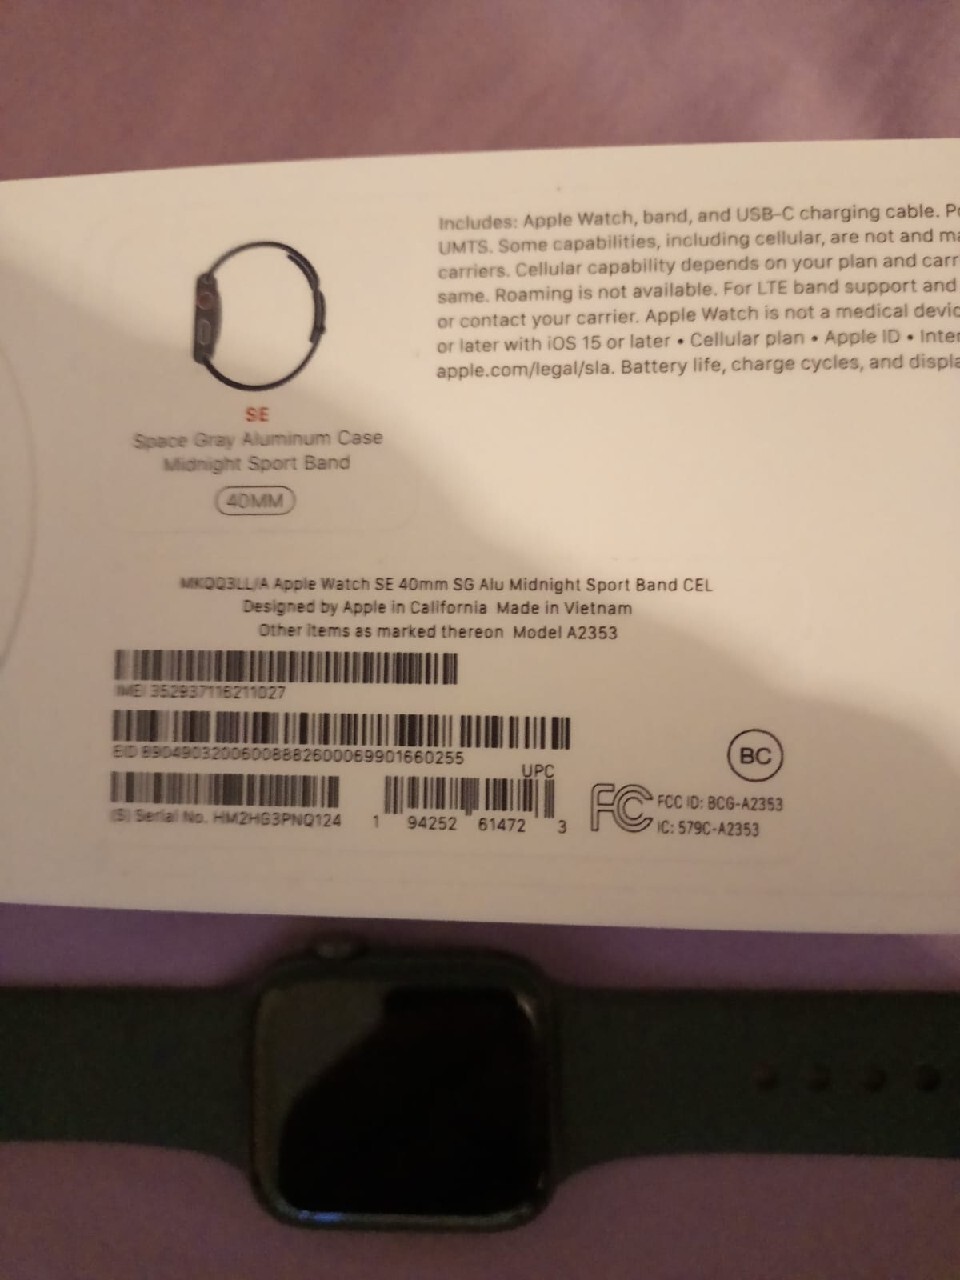 Includes: Apple Watch, band, and USB-C charging cable.
UMTS. Some capabilities, including cellular, are not and
carriers. Cellular capability depends on your plan and
same. Roaming is not available. For LTE band support and
or contact your carrier. Apple Watch is not a medical
or later with iOS 15 or later • Cellular plan • Apple ID •
apple.com/legal/sla. Battery life, charge cycles, and
SE
Space Gray Aluminum Case
Midnight Sport Band
40MM
MKQQ3LL/A Apple Watch SE 40mm SG Alu Midnight Sport Band CEL
Designed by Apple in California Made in Vietnam
Other items as marked thereon Model A2353
IMEI 352937116211027
EID 89049032006008882600069901660255
UPC
(S) Serial No. HM2HG3PNQ124
1 94252 61472 3
BC
FC FCC ID: BCG-A2353
IC: 579C-A2353